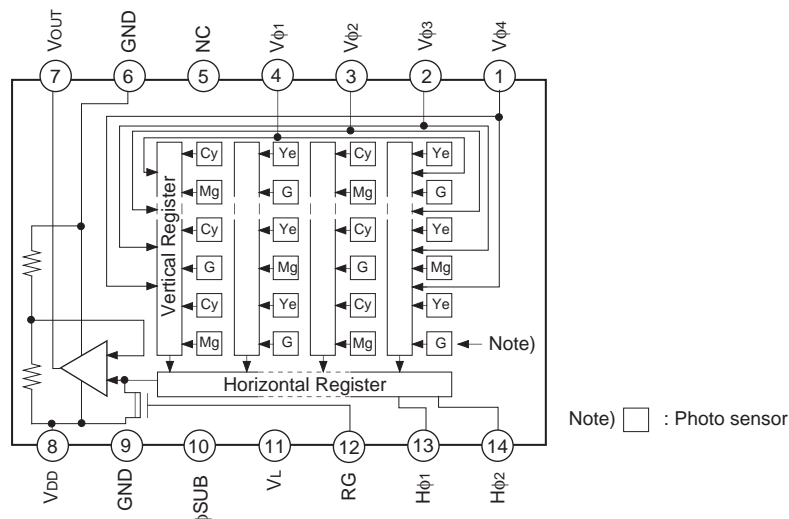 VOUT GND NC Vϕ1 Vϕ2 Vϕ3 Vϕ4
7 6 5 4 3 2 1
Vertical Register
Cy Ye Cy Ye
Mg G Mg G
Cy Ye Cy Ye
G Mg G Mg
Cy Ye Cy Ye
Mg G Mg G
Note)
Horizontal Register
Note) : Photo sensor
8 9 10 11 12 13 14
VDD GND ϕSUB VL RG Hϕ1 Hϕ2